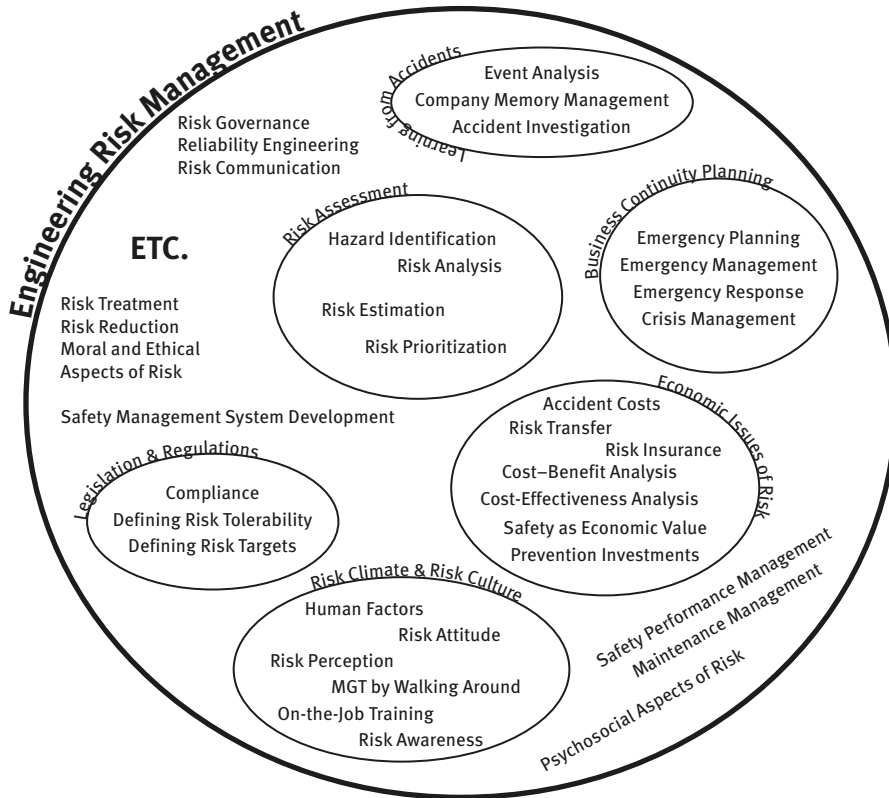 Engineering Risk Management
Learning from Accidents
Event Analysis
Company Memory Management
Accident Investigation
Risk Governance
Reliability Engineering
Risk Communication
Business Continuity Planning
Emergency Planning
Emergency Management
Emergency Response
Crisis Management
Risk Assessment
Hazard Identification
Risk Analysis
Risk Estimation
Risk Prioritization
ETC.
Risk Treatment
Risk Reduction
Moral and Ethical
Aspects of Risk
Safety Management System Development
Economic Issues of Risk
Accident Costs
Risk Transfer
Risk Insurance
Cost–Benefit Analysis
Cost-Effectiveness Analysis
Safety as Economic Value
Prevention Investments
Legislation & Regulations
Compliance
Defining Risk Tolerability
Defining Risk Targets
Risk Climate & Risk Culture
Human Factors
Risk Attitude
Risk Perception
MGT by Walking Around
On-the-Job Training
Risk Awareness
Safety Performance Management
Maintenance Management
Psychosocial Aspects of Risk